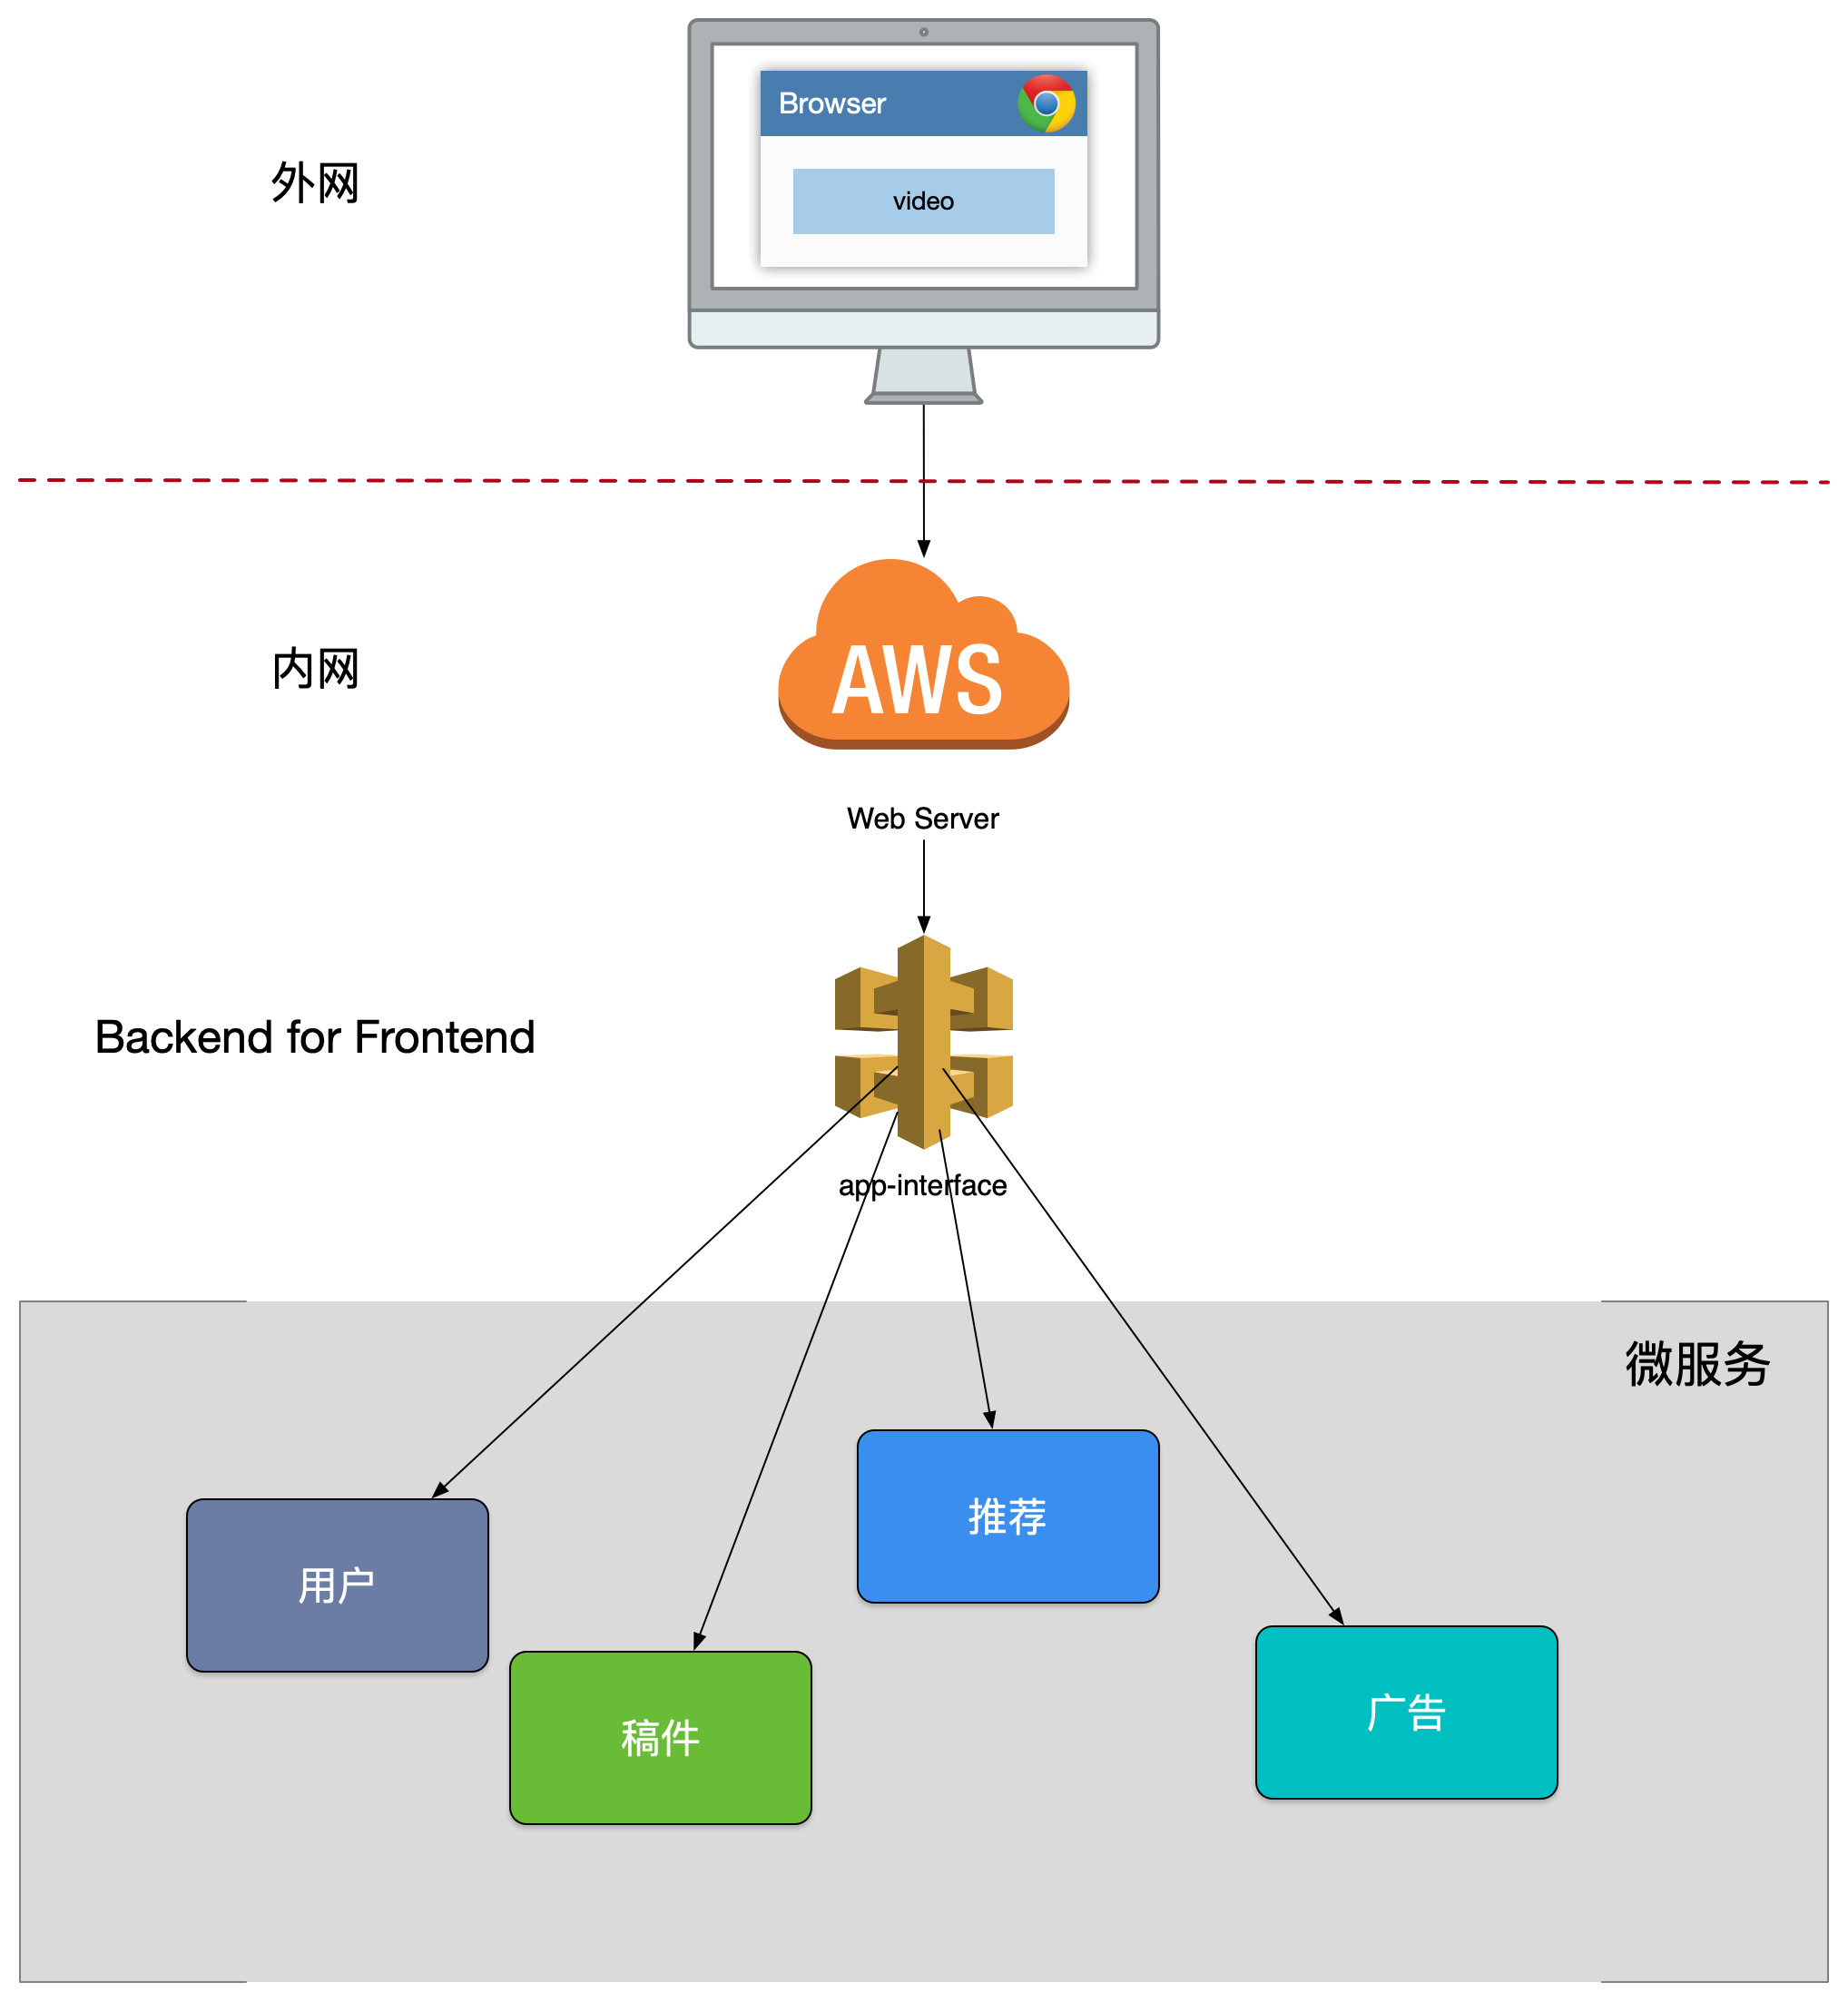 Browser
video
外网
AWS
内网
Web Server
Backend for Frontend
app-interface
微服务
推荐
用户
广告
稿件